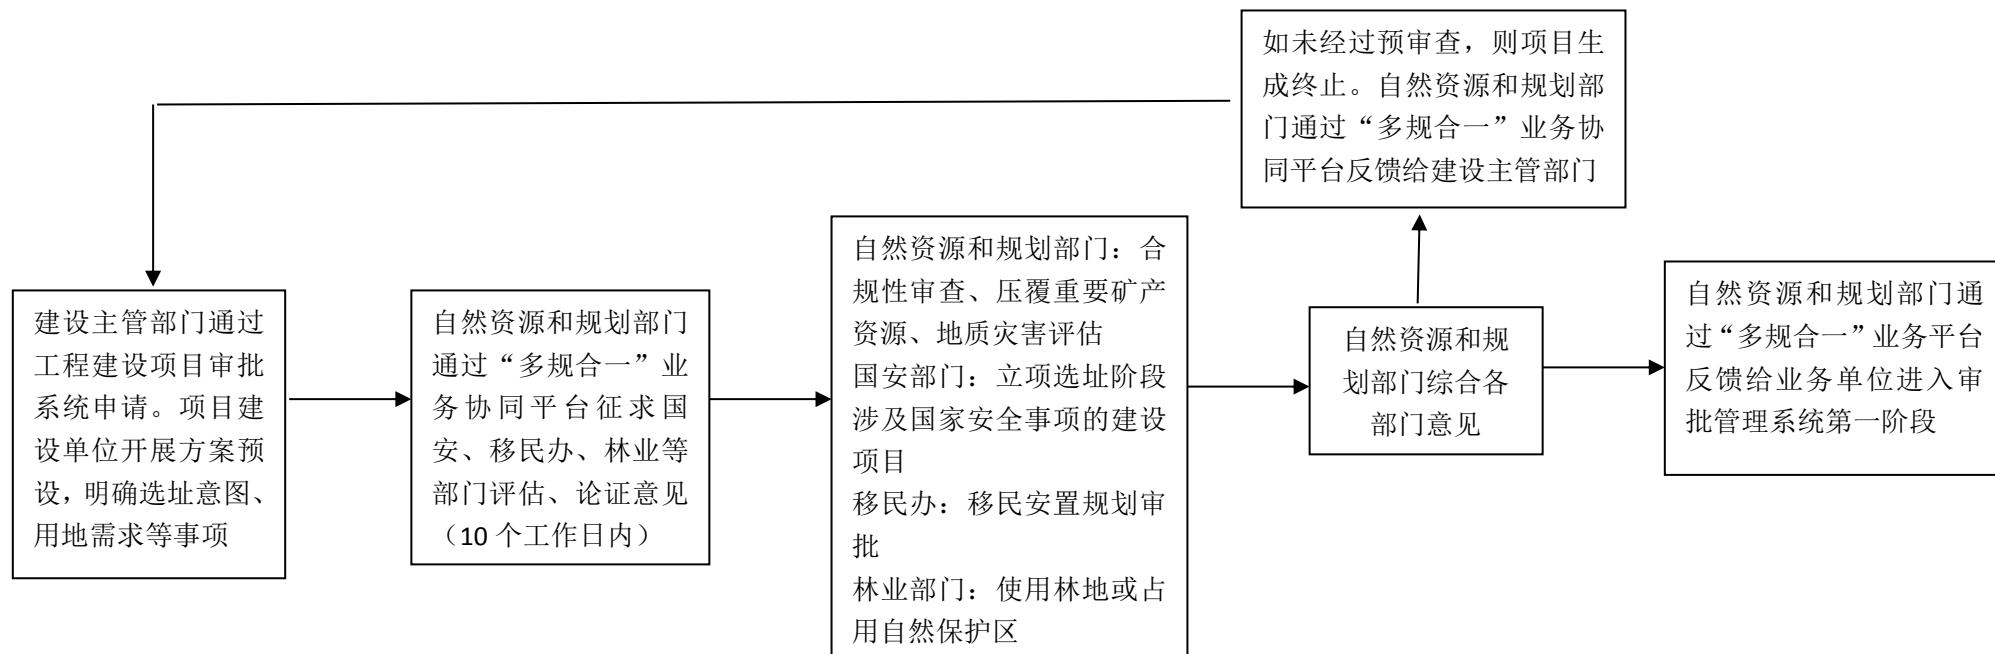 如未经过预审查，则项目生
成终止。自然资源和规划部
门通过“多规合一”业务协
同平台反馈给建设主管部门
建设主管部门通过
工程建设项目审批
系统申请。项目建
设单位开展方案预
设，明确选址意图、
用地需求等事项
自然资源和规划部门
通过“多规合一”业
务协同平台征求国
安、移民办、林业等
部门评估、论证意见
（10 个工作日内）
自然资源和规划部门：合
规性审查、压覆重要矿产
资源、地质灾害评估
国安部门：立项选址阶段
涉及国家安全事项的建设
项目
移民办：移民安置规划审
批
林业部门：使用林地或占
用自然保护区
自然资源和规
划部门综合各
部门意见
自然资源和规划部门通
过“多规合一”业务平台
反馈给业务单位进入审
批管理系统第一阶段